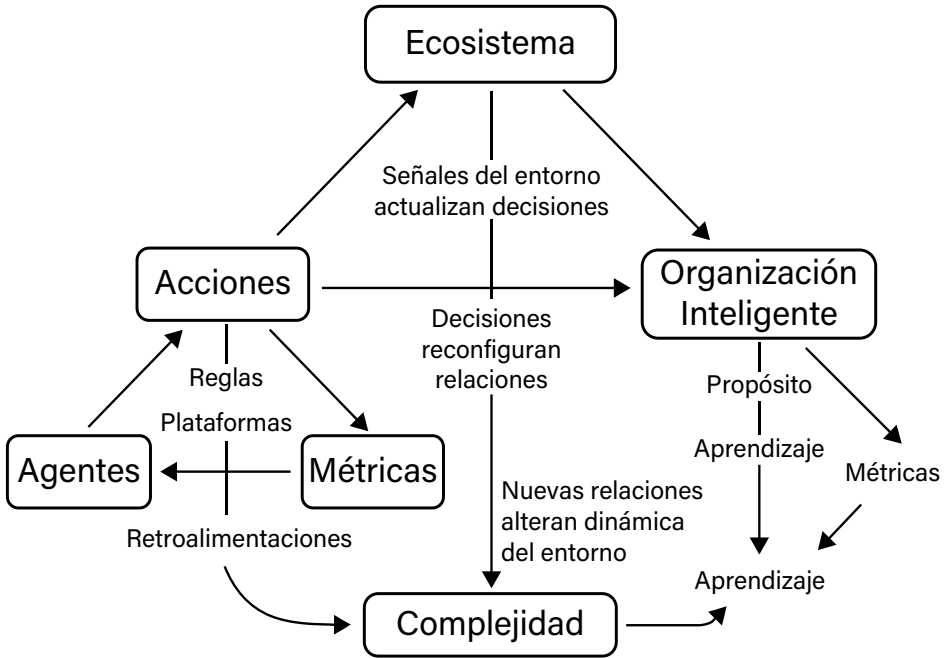 Ecosistema
Señales del entorno
actualizan decisiones
Acciones
Organización
Inteligente
Decisiones
reconfiguran
relaciones
Reglas
Propósito
Plataformas
Aprendizaje
Agentes
Métricas
Métricas
Nuevas relaciones
alteran dinámica
del entorno
Retroalimentaciones
Aprendizaje
Complejidad